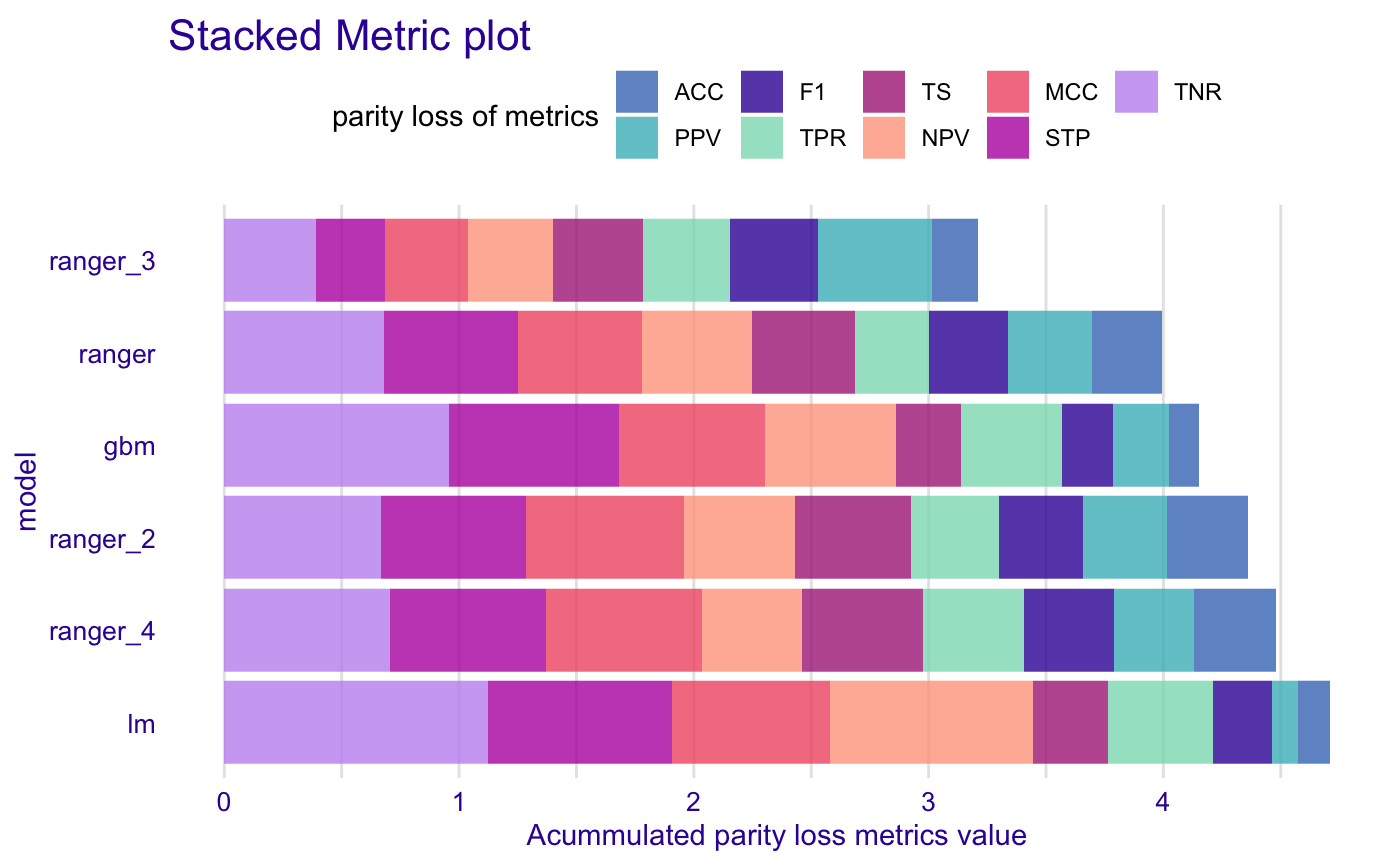 Stacked Metric plot
parity loss of metrics
ACC F1 TS MCC TNR
PPV TPR NPV STP
ranger_3
ranger
gbm
ranger_2
ranger_4
lm
model
0 1 2 3 4
Acummulated parity loss metrics value